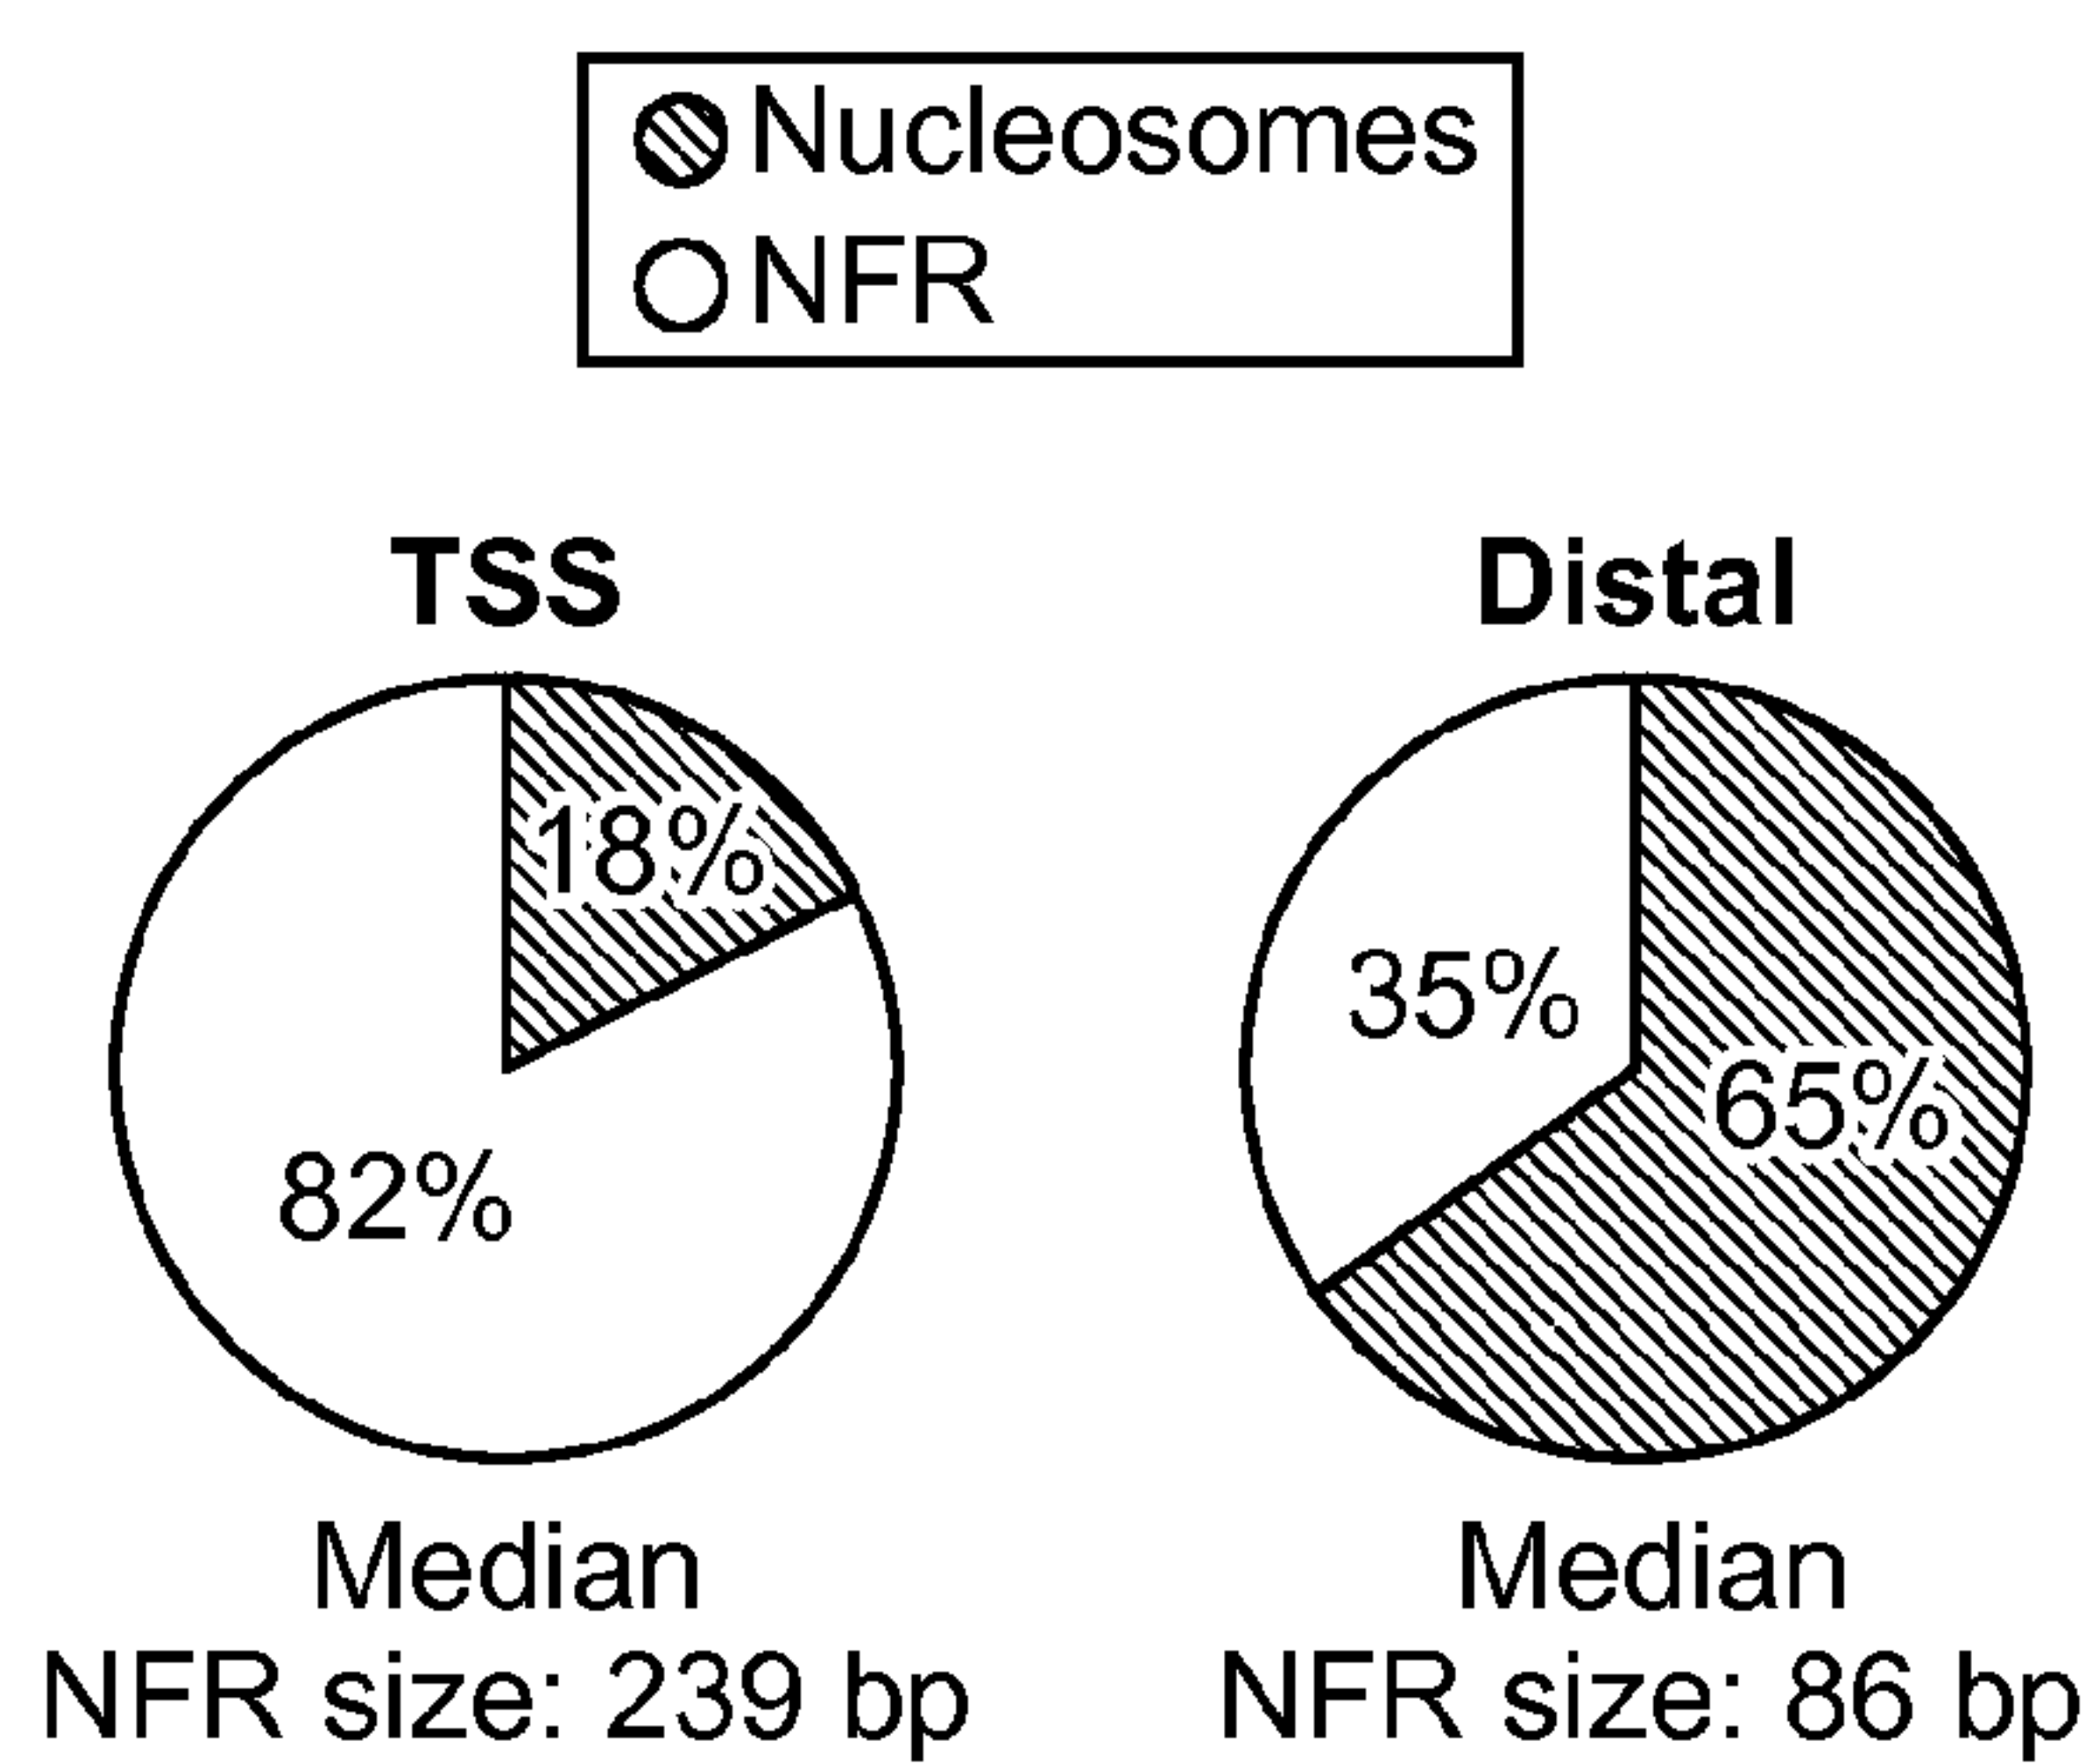 Nucleosomes
NFR
TSS
Distal
18%
82%
35%
65%
Median
NFR size: 239 bp
Median
NFR size: 86 bp